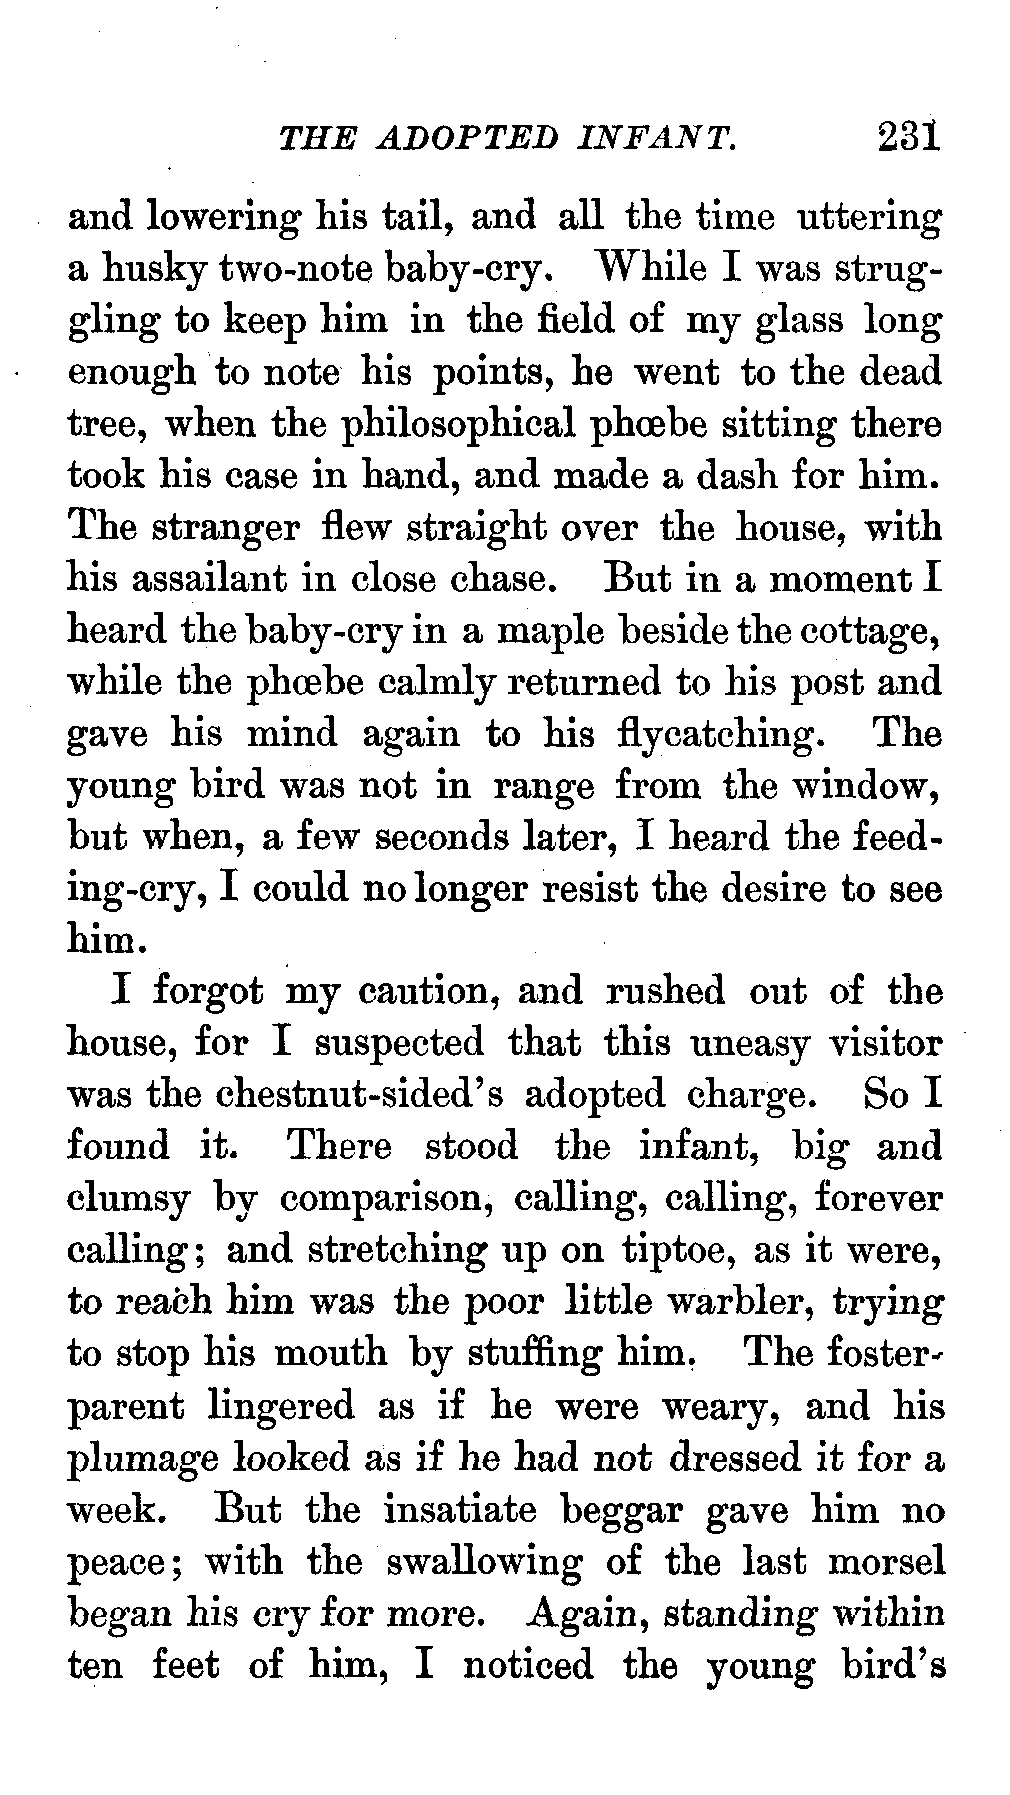 THE ADOPTED INFANT. 231
and lowering his tail, and all the time uttering
a husky two-note baby-cry. While I was strug-
gling to keep him in the field of my glass long
enough to note his points, he went to the dead
tree, when the philosophical phœbe sitting there
took his case in hand, and made a dash for him.
The stranger flew straight over the house, with
his assailant in close chase. But in a moment I
heard the baby-cry in a maple beside the cottage,
while the phœbe calmly returned to his post and
gave his mind again to his flycatching. The
young bird was not in range from the window,
but when, a few seconds later, I heard the feed-
ing-cry, I could no longer resist the desire to see
him.
I forgot my caution, and rushed out of the
house, for I suspected that this uneasy visitor
was the chestnut-sided's adopted charge. So I
found it. There stood the infant, big and
clumsy by comparison, calling, calling, forever
calling; and stretching up on tiptoe, as it were,
to reach him was the poor little warbler, trying
to stop his mouth by stuffing him. The foster-
parent lingered as if he were weary, and his
plumage looked as if he had not dressed it for a
week. But the insatiate beggar gave him no
peace; with the swallowing of the last morsel
began his cry for more. Again, standing within
ten feet of him, I noticed the young bird's